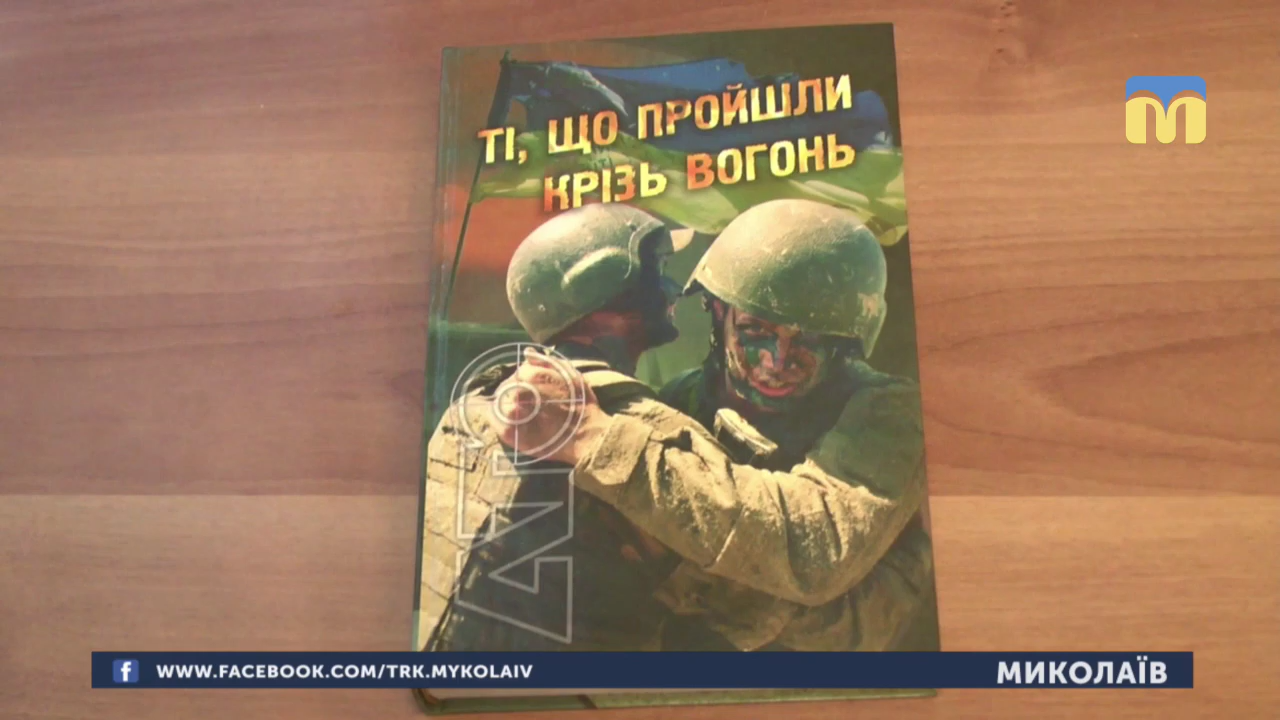 ТІ, ЩО ПРОЙШЛИ
КРІЗЬ ВОГОНЬ
АТО
WWW.FACEBOOK.COM/TRK.MYKOLAIV
МИКОЛАЇВ